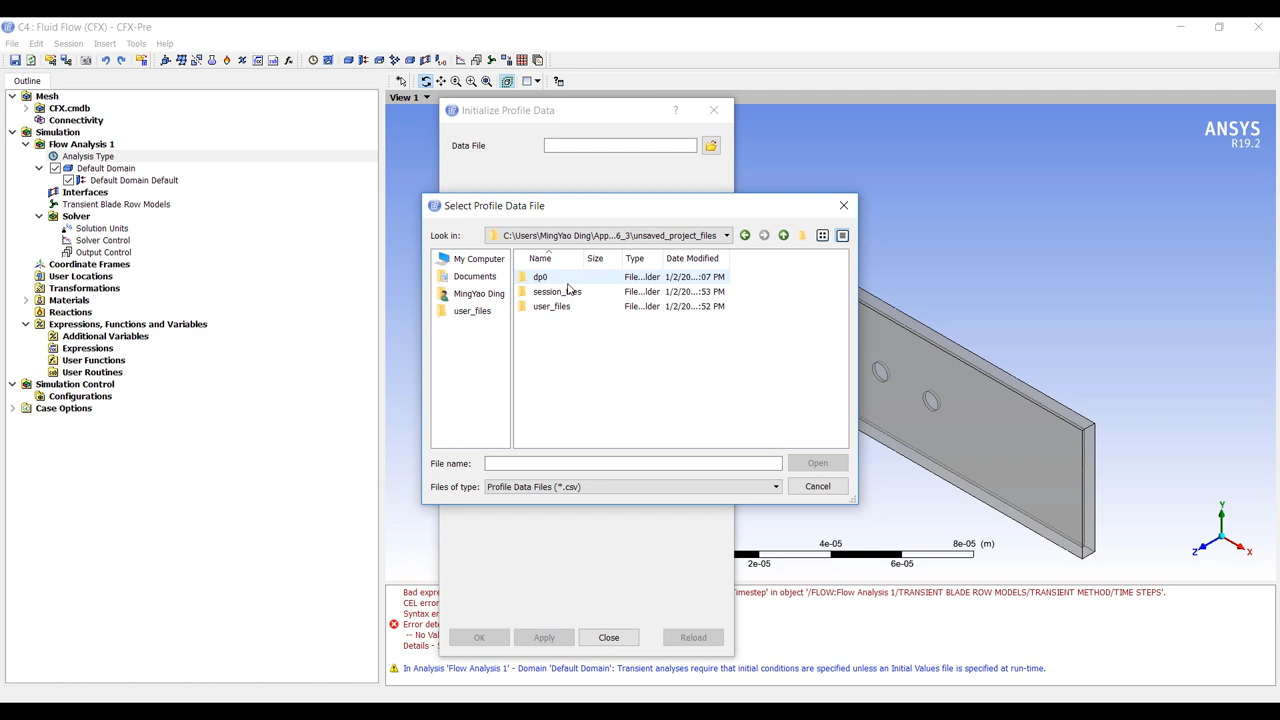 C4 : Fluid Flow (CFX) - CFX-Pre
File Edit Session Insert Tools Help
Outline
View 1
Mesh
CFX.cmdb
Connectivity
Simulation
Flow Analysis 1
Analysis Type
Default Domain
Default Domain Default
Interfaces
Transient Blade Row Models
Solver
Solution Units
Solver Control
Output Control
Coordinate Frames
User Locations
Transformations
Materials
Reactions
Expressions, Functions and Variables
Additional Variables
Expressions
User Functions
User Routines
Simulation Control
Configurations
Case Options
Initialize Profile Data ?
Data File
Select Profile Data File
Look in: C:\Users\MingYao Ding\App...6_3\unsaved_project_files
My Computer
Documents
MingYao Ding
user_files
Name Size Type Date Modified
dp0 File...lder 1/2/20...:07 PM
File...lder 1/2/20...:53 PM
user_files File...lder 1/2/20...:52 PM
File name: Open
Files of type: Profile Data Files (*.csv) Cancel
OK Apply Close Reload
ANSYS
R19.2
4e-05 8e-05 (m)
2e-05 6e-05
Y
Z X
Bad expre
Timestep' in object '/FLOW:Flow Analysis 1/TRANSIENT BLADE ROW MODELS/TRANSIENT METHOD/TIME STEPS'.
CEL error
Syntax er
Error dete
-- No Val
Details - S
In Analysis 'Flow Analysis 1' - Domain 'Default Domain': Transient analyses require that initial conditions are specified unless an Initial Values file is specified at run-time.